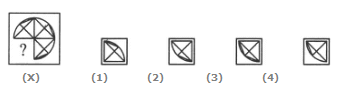 ?
(X) (1) (2) (3) (4)